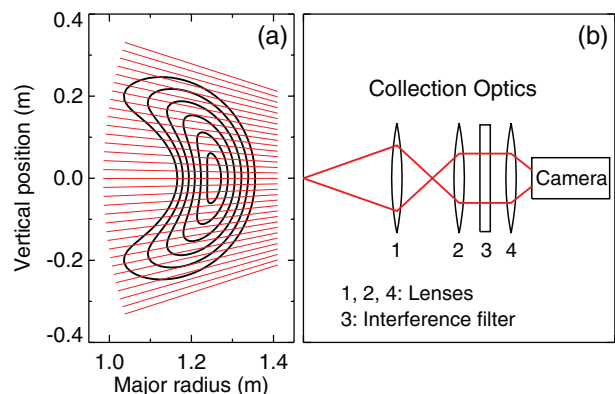 (a)
Vertical position (m)
0.4
0.2
0.0
-0.2
-0.4
1.0 1.2 1.4
Major radius (m)
(b)
Collection Optics
Camera
1 2 3 4
1, 2, 4: Lenses
3: Interference filter